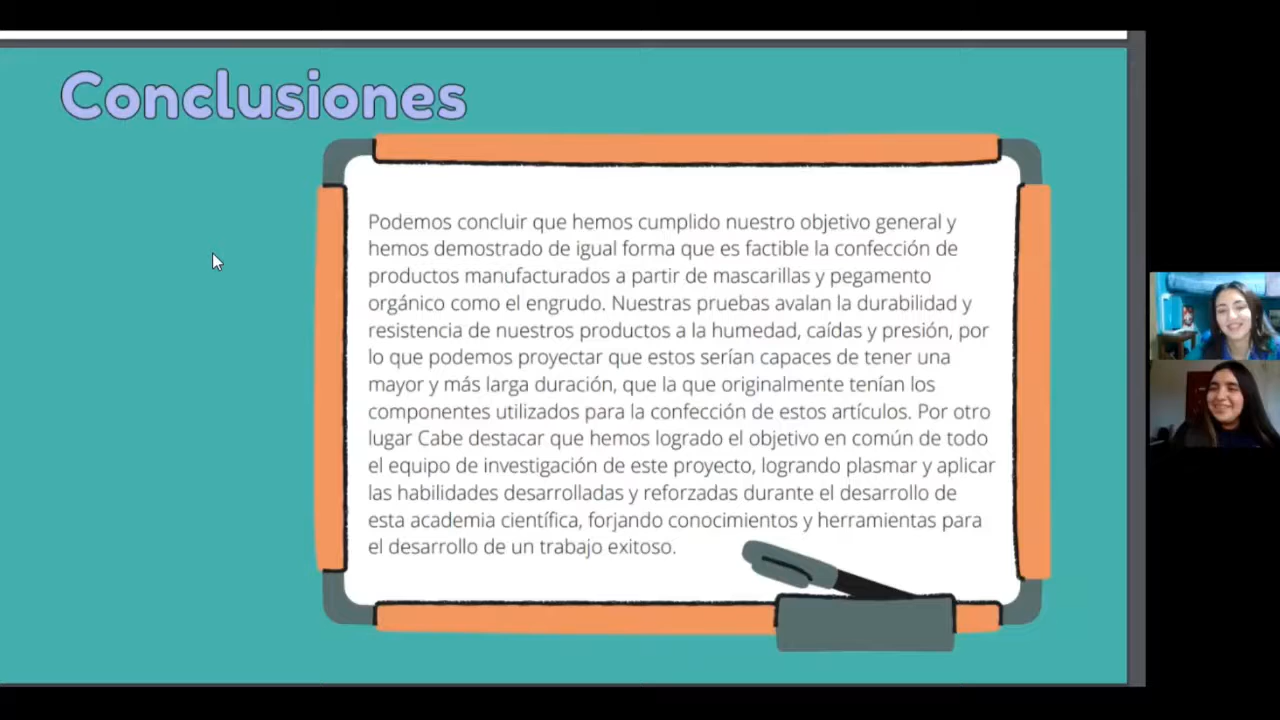 Conclusiones
Podemos concluir que hemos cumplido nuestro objetivo general y
hemos demostrado de igual forma que es factible la confección de
productos manufacturados a partir de mascarillas y pegamento
orgánico como el engrudo. Nuestras pruebas avalan la durabilidad y
resistencia de nuestros productos a la humedad, caídas y presión, por
lo que podemos proyectar que estos serían capaces de tener una
mayor y más larga duración, que la que originalmente tenían los
componentes utilizados para la confección de estos artículos. Por otro
lugar Cabe destacar que hemos logrado el objetivo en común de todo
el equipo de investigación de este proyecto, logrando plasmar y aplicar
las habilidades desarrolladas y reforzadas durante el desarrollo de
esta academia científica, forjando conocimientos y herramientas para
el desarrollo de un trabajo exitoso.